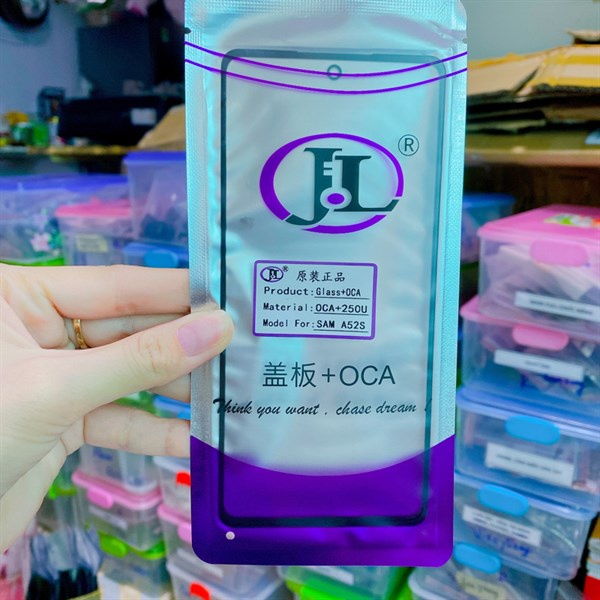 JL®
JL® 原装正品
Product: Glass+OCA
Material: OCA+250U
Model For: SAM A52S
盖板+OCA
Think you want , chase dream !